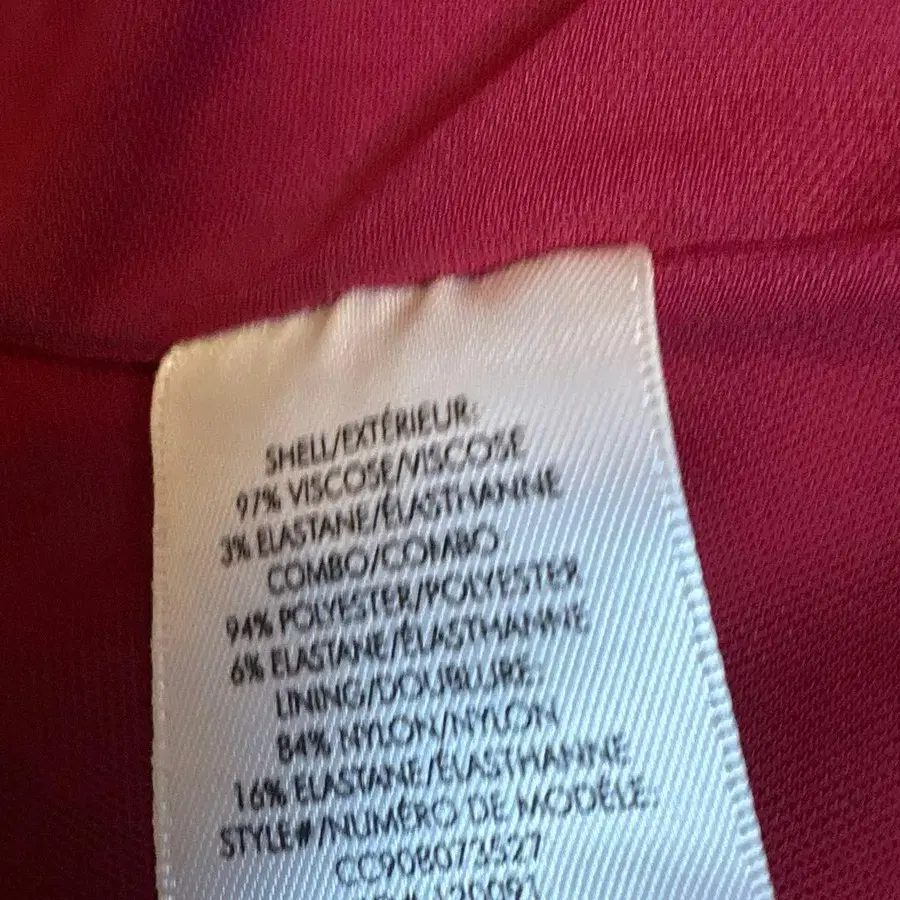 SHELL/EXTÉRIEUR:
97% VISCOSE/VISCOSE
3% ELASTANE/ÉLASTHANNE
COMBO/COMBO:
94% POLYESTER/POLYESTER
6% ELASTANE/ÉLASTHANNE
LINING/DOUBLURE:
84% NYLON/NYLON
16% ELASTANE/ÉLASTHANNE
STYLE#/NUMÉRO DE MODÈLE:
CC90B073527